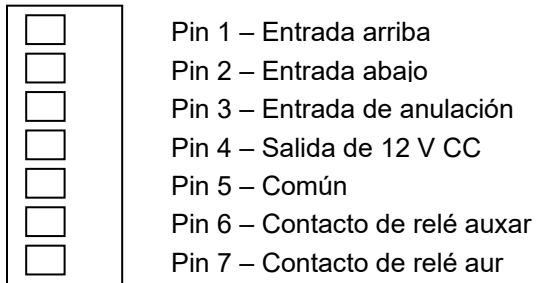 Pin 1 – Entrada arriba
Pin 2 – Entrada abajo
Pin 3 – Entrada de anulación
Pin 4 – Salida de 12 V CC
Pin 5 – Común
Pin 6 – Contacto de relé auxar
Pin 7 – Contacto de relé aur